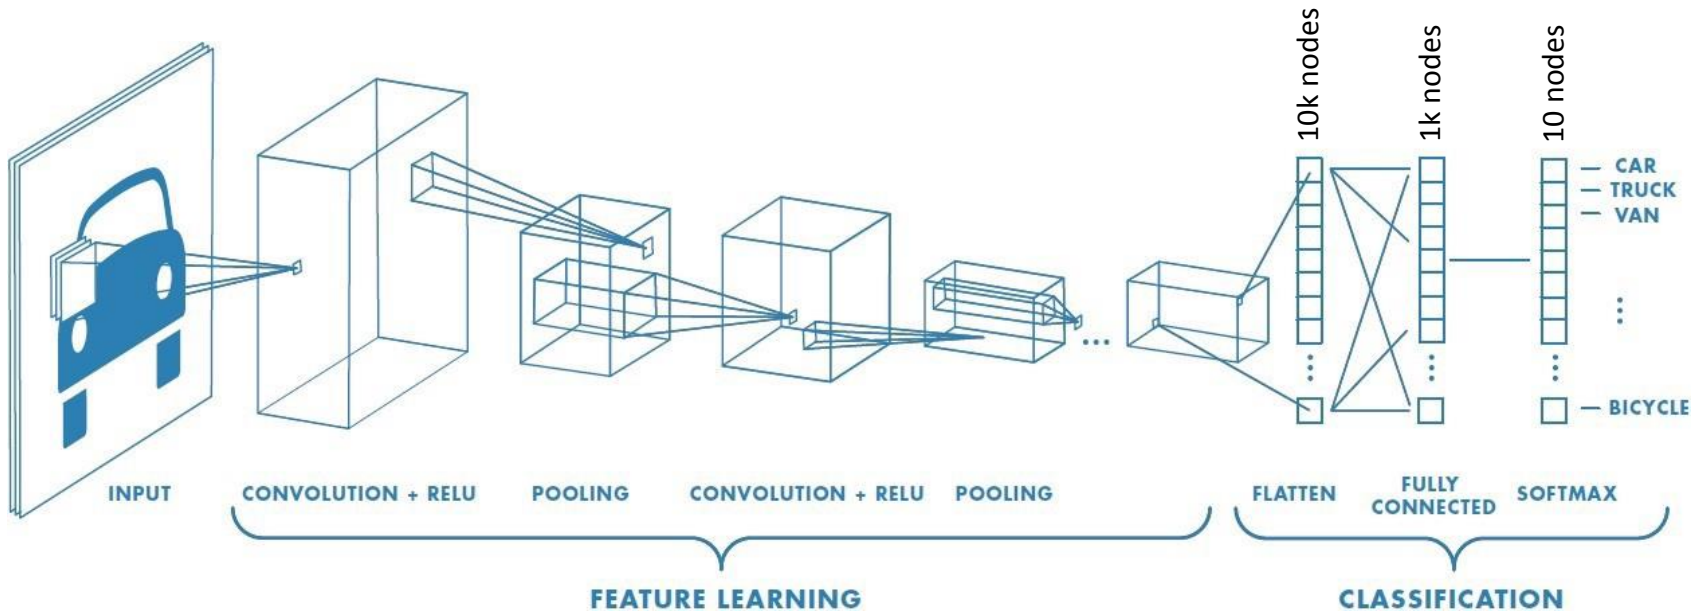 10k nodes
1k nodes
10 nodes
CAR
TRUCK
VAN
BICYCLE
INPUT
CONVOLUTION + RELU
POOLING
CONVOLUTION + RELU
POOLING
FLATTEN
FULLY
CONNECTED
SOFTMAX
FEATURE LEARNING
CLASSIFICATION